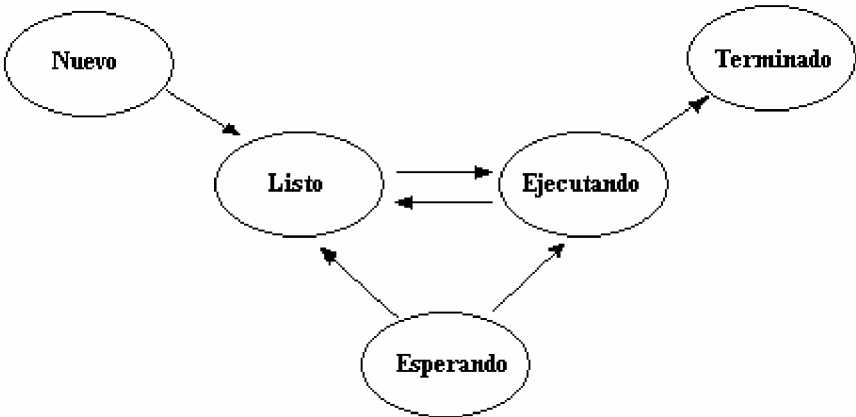 Nuevo
Terminado
Listo
Ejecutando
Esperando